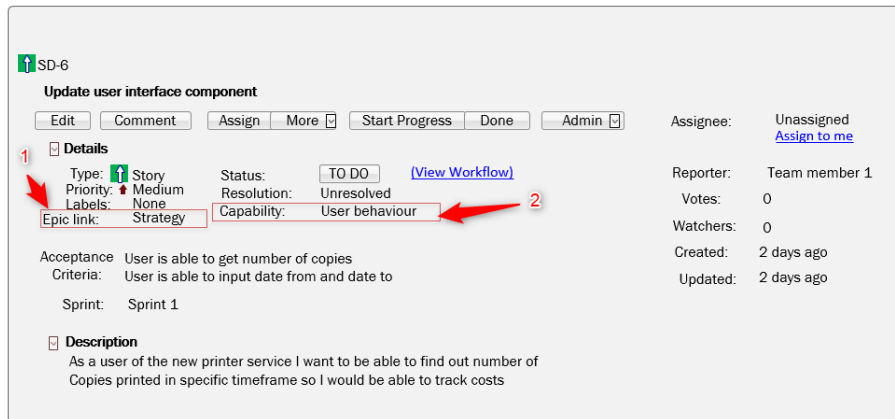 SD-6
Update user interface component
Edit Comment Assign More Start Progress Done Admin
Assignee: Unassigned
Assign to me
1
Details
Type: Story
Priority: Medium
Labels: None
Epic link: Strategy
Status: TO DO (View Workflow)
Resolution: Unresolved
Capability: User behaviour
2
Reporter: Team member 1
Votes: 0
Watchers: 0
Created: 2 days ago
Updated: 2 days ago
Acceptance User is able to get number of copies
Criteria: User is able to input date from and date to
Sprint: Sprint 1
Description
As a user of the new printer service I want to be able to find out number of
Copies printed in specific timeframe so I would be able to track costs